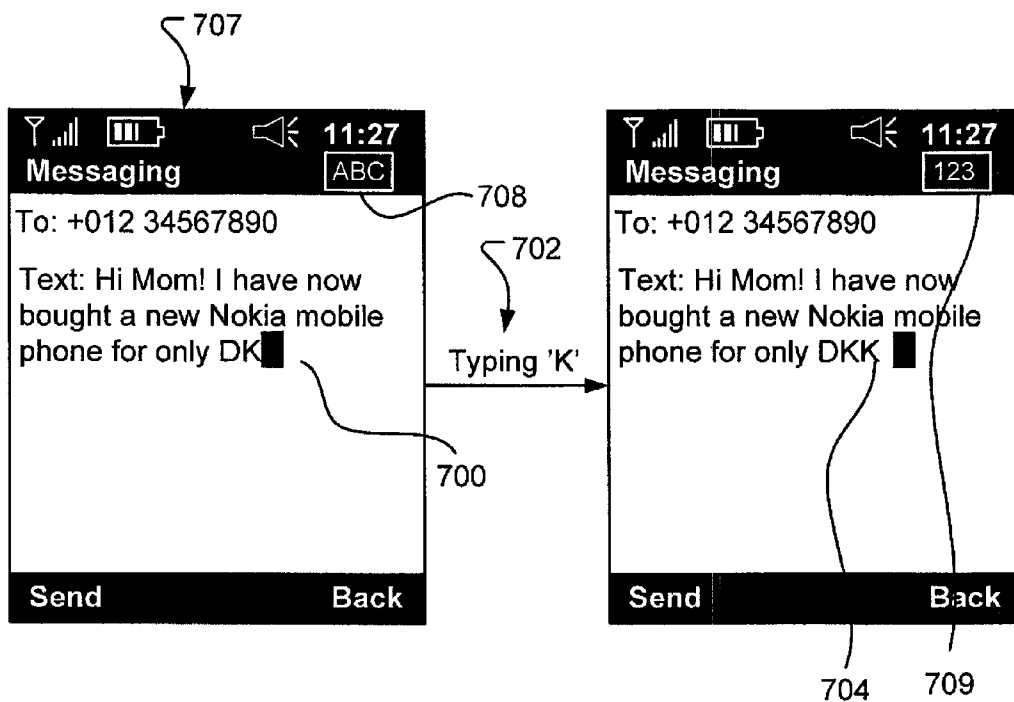 707
11:27
Messaging ABC
To: +012 34567890
Text: Hi Mom! I have now
bought a new Nokia mobile
phone for only DK
Send Back
708
700
702
Typing 'K'
11:27
Messaging 123
To: +012 34567890
Text: Hi Mom! I have now
bought a new Nokia mobile
phone for only DKK
Send Back
704
709